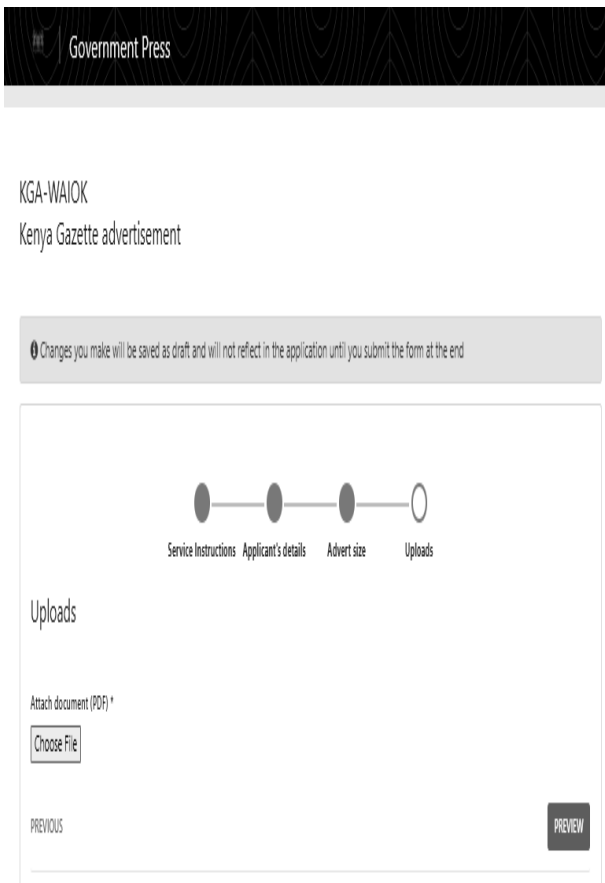 Government Press
KGA-WAIOK
Kenya Gazette advertisement
Changes you make will be saved as draft and will not reflect in the application until you submit the form at the end
Service Instructions Applicant's details Advert size Uploads
Uploads
Attach document (PDF) *
Choose File
PREVIOUS PREVIEW